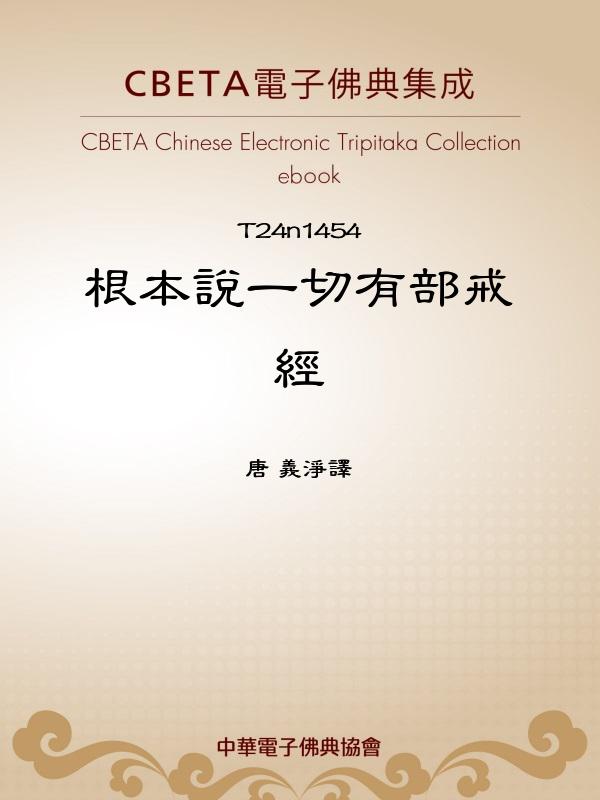 CBETA電子佛典集成
CBETA Chinese Electronic Tripitaka Collection
ebook
T24n1454
根本說一切有部戒
經
唐 義淨譯
中華電子佛典協會